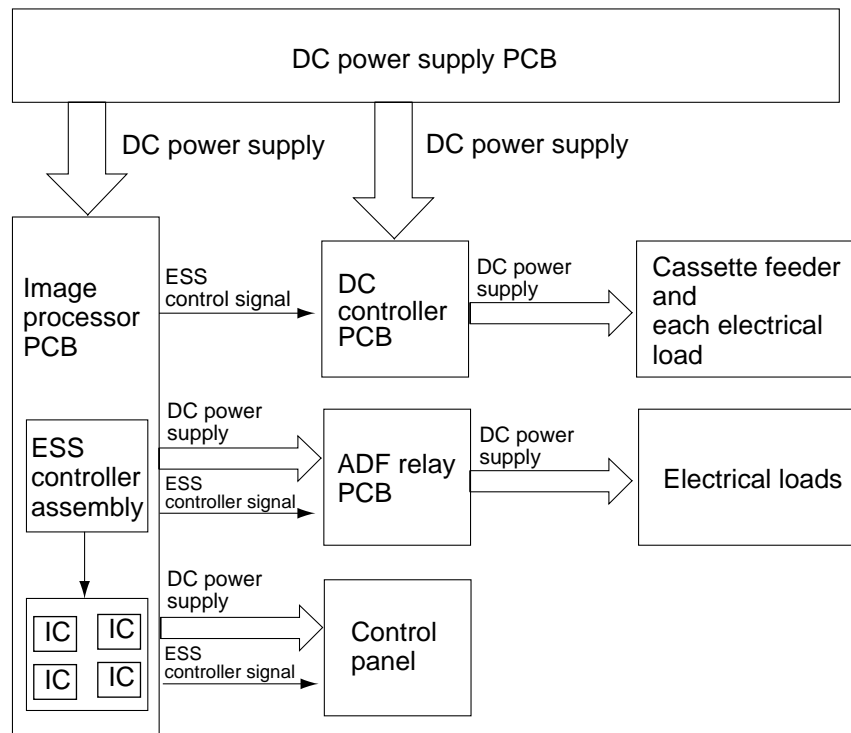 DC power supply PCB
DC power supply
DC power supply
Image
processor
PCB
ESS
control signal
DC
controller
PCB
DC power
supply
Cassette feeder
and
each electrical
load
ESS
controller
assembly
DC power
supply
ESS
controller signal
ADF relay
PCB
DC power
supply
Electrical loads
IC
IC
IC
IC
DC power
supply
ESS
controller signal
Control
panel